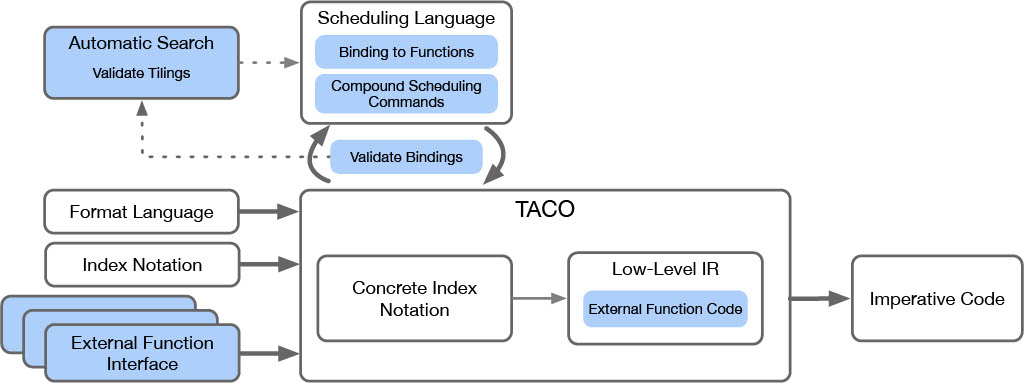 Scheduling Language
Automatic Search
Validate Tilings
Binding to Functions
Compound Scheduling
Commands
Validate Bindings
Format Language
TACO
Index Notation
Concrete Index
Notation
Low-Level IR
External Function Code
Imperative Code
External Function
Interface